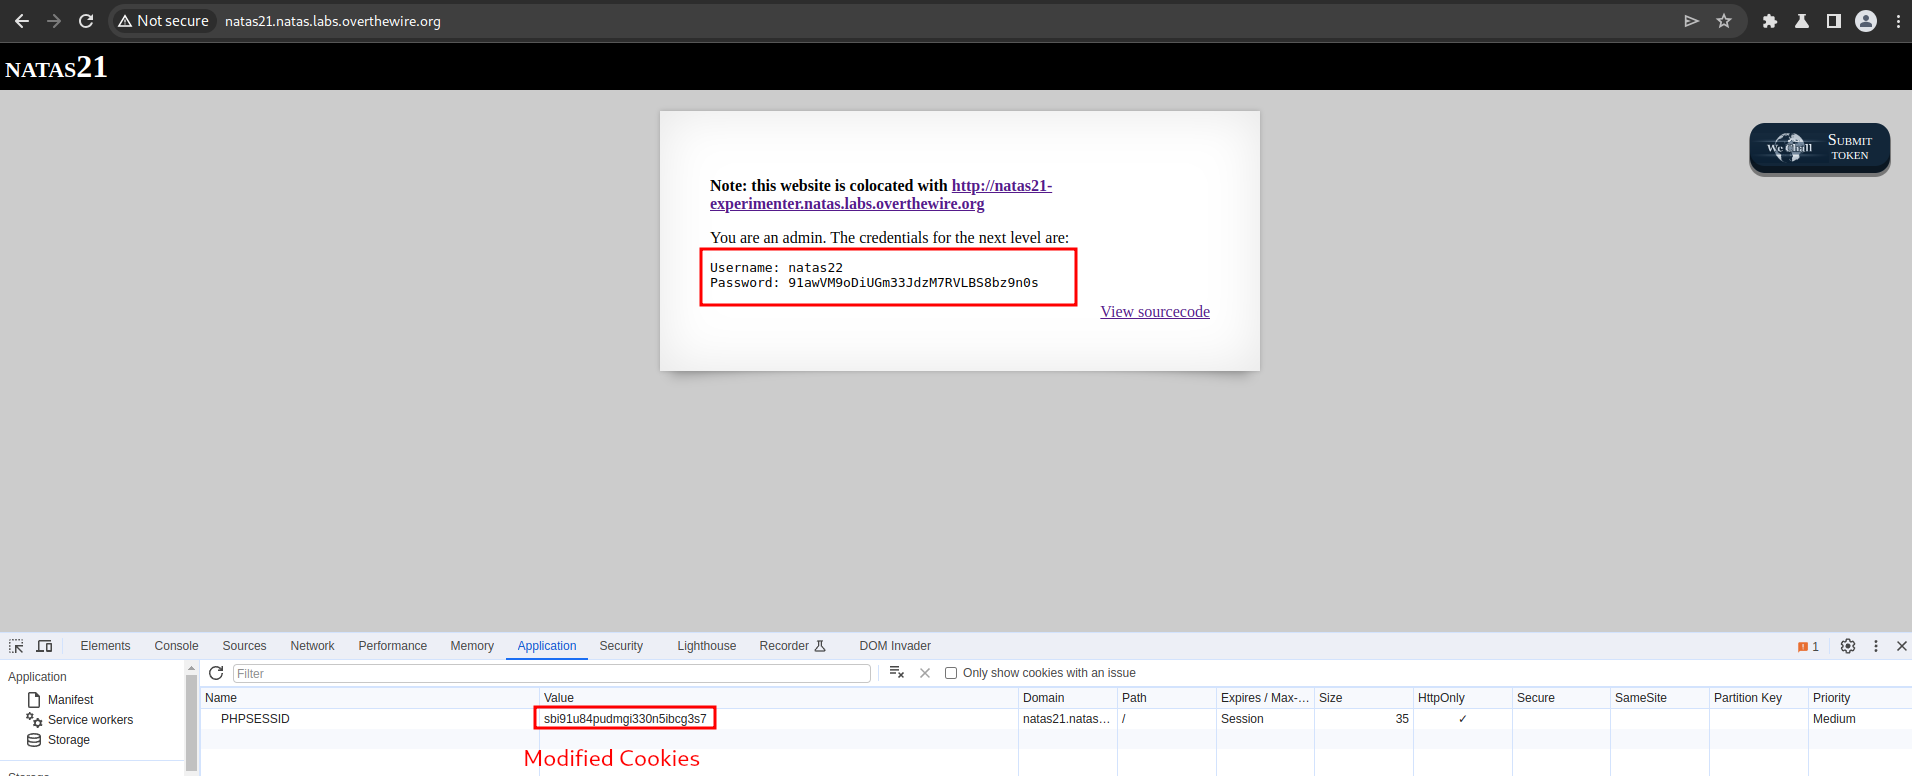 Not secure natas21.natas.labs.overthewire.org
NATAS21
Note: this website is colocated with http://natas21-
experimenter.natas.labs.overthewire.org
You are an admin. The credentials for the next level are:
Username: natas22
Password: 91awVM9oDiUGm33JdzM7RVLBS8bz9n0s
View sourcecode
We Chall
SUBMIT
TOKEN
Elements Console Sources Network Performance Memory Application Security Lighthouse Recorder DOM Invader 1
Application
Manifest
Service workers
Storage
Storage
Filter Only show cookies with an issue
Name Value Domain Path Expires / Max-... Size HttpOnly Secure SameSite Partition Key Priority
PHPSESSID sbi91u84pudmgi330n5ibcg3s7 natas21.natas... / Session 35 ✓ Medium
Modified Cookies